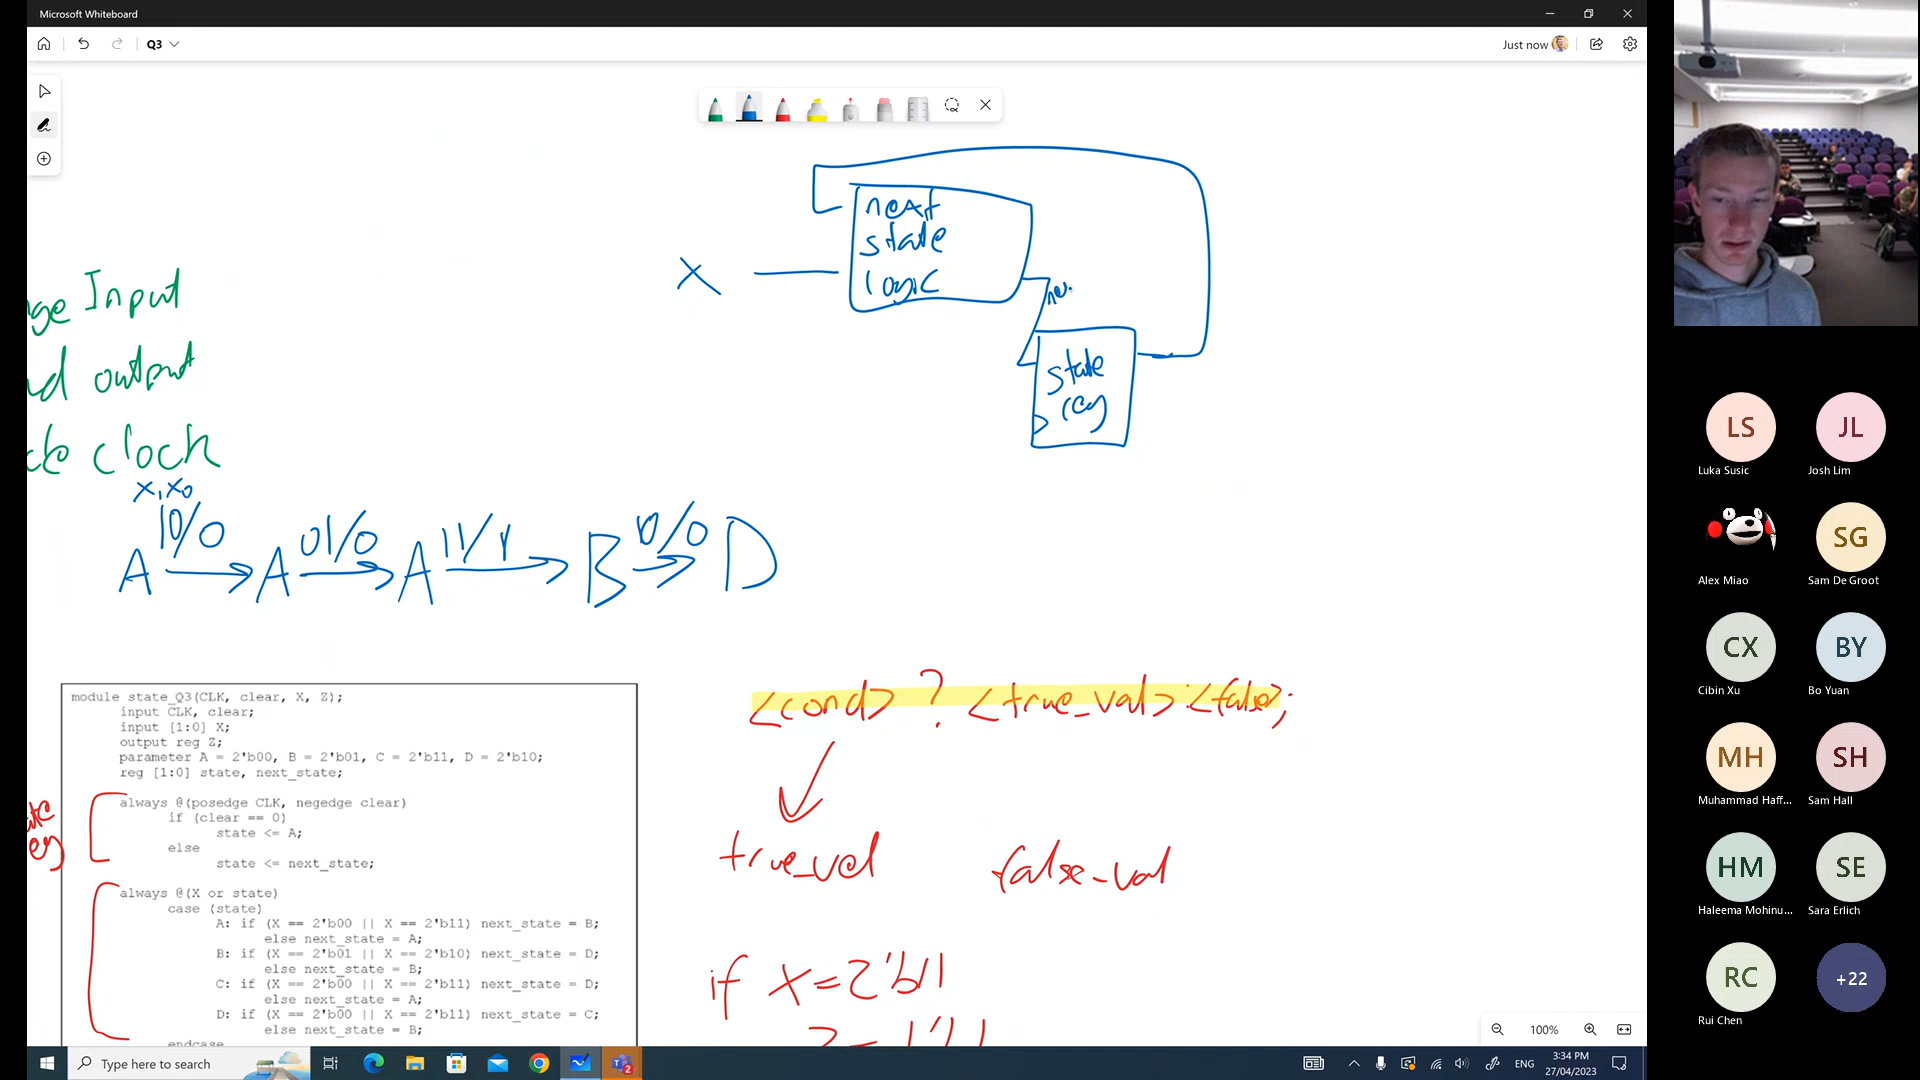 Microsoft Whiteboard
Q3
Just now
next
state
logic
X
state
reg
Input
output
clock
X1X0
10/0 01/0 11/1 10/0
A A A B D
<cond> ? <true_val> : <false>;
true_val false_val
if X=2'b11
module state_Q3(CLK, clear, X, Z);
input CLK, clear;
input [1:0] X;
output reg Z;
parameter A = 2'b00, B = 2'b01, C = 2'b11, D = 2'b10;
reg [1:0] state, next_state;
always @(posedge CLK, negedge clear)
if (clear == 0)
state <= A;
else
state <= next_state;
always @(X or state)
case (state)
A: if (X == 2'b00 || X == 2'b11) next_state = B;
else next_state = A;
B: if (X == 2'b01 || X == 2'b10) next_state = D;
else next_state = B;
C: if (X == 2'b00 || X == 2'b11) next_state = D;
else next_state = A;
D: if (X == 2'b00 || X == 2'b11) next_state = C;
else next_state = B;
endcase
100%
LS
Luka Susic
JL
Josh Lim
Alex Miao
SG
Sam De Groot
CX
Cibin Xu
BY
Bo Yuan
MH
Muhammad Haff...
SH
Sam Hall
HM
Haleema Mohinu...
SE
Sara Erlich
RC
Rui Chen
+22
Type here to search
2
ENG
3:34 PM
27/04/2023